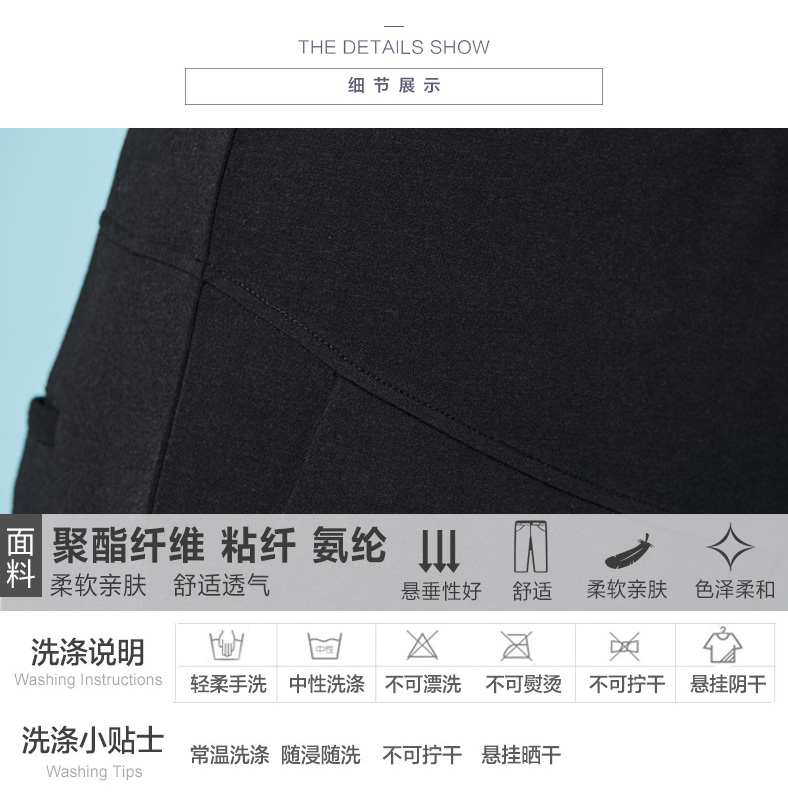 THE DETAILS SHOW
细节展示
面料
聚酯纤维 粘纤 氨纶
柔软亲肤 舒适透气
悬垂性好 舒适 柔软亲肤 色泽柔和
洗涤说明
Washing Instructions
中性
轻柔手洗 中性洗涤 不可漂洗 不可熨烫 不可拧干 悬挂阴干
洗涤小贴士
Washing Tips
常温洗涤 随浸随洗 不可拧干 悬挂晒干